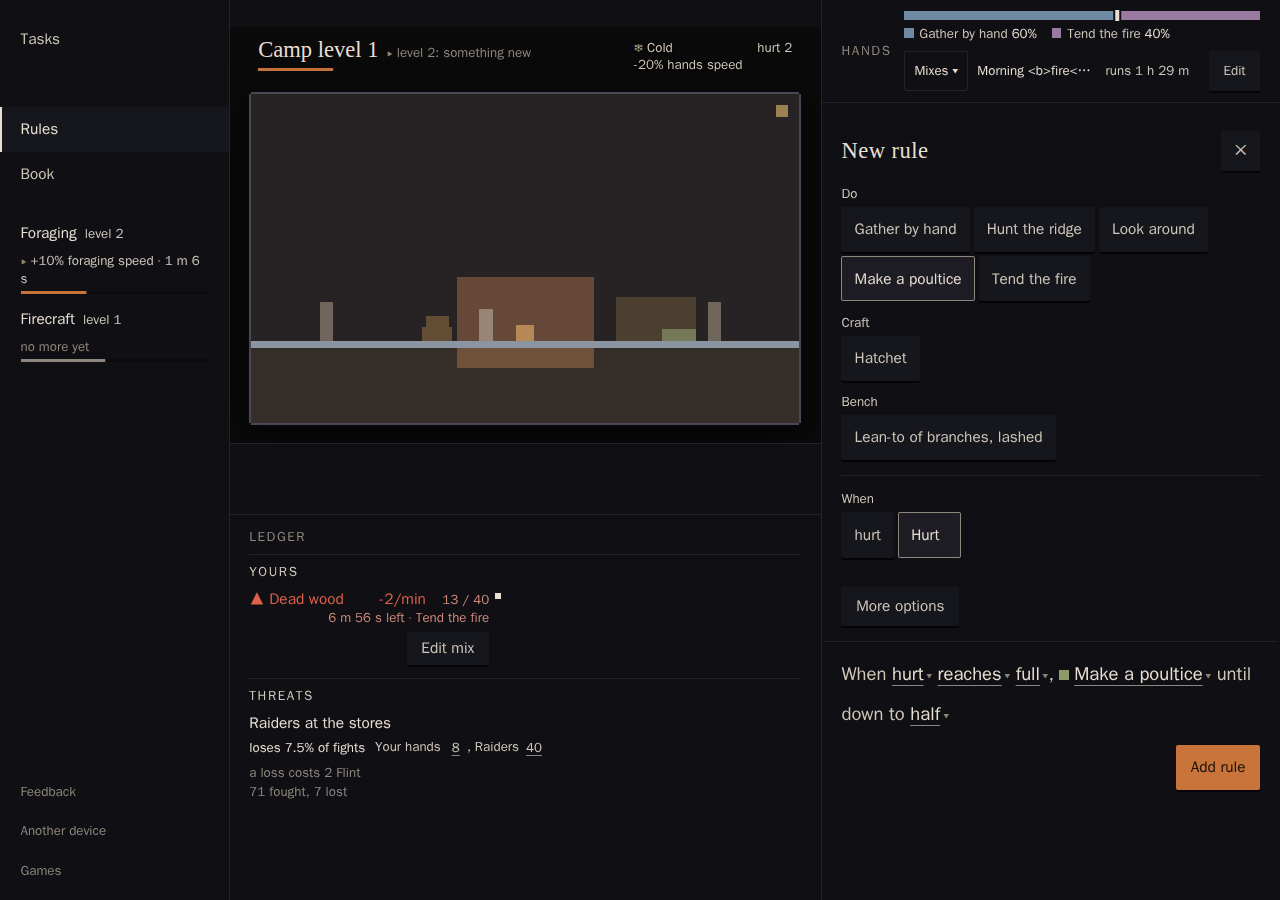 Tasks
Rules
Book
Foraging level 2
▸ +10% foraging speed · 1 m 6 s
Firecraft level 1
no more yet
Feedback
Another device
Games
Camp level 1 ▸ level 2: something new
❄ Cold
-20% hands speed
hurt 2
LEDGER
YOURS
▲ Dead wood -2/min 13 / 40
6 m 56 s left · Tend the fire
Edit mix
THREATS
Raiders at the stores
loses 7.5% of fights Your hands 8 , Raiders 40
a loss costs 2 Flint
71 fought, 7 lost
HANDS
Gather by hand 60% Tend the fire 40%
Mixes ▾ Morning <b>fire<⋯ runs 1 h 29 m Edit
New rule ×
Do
Gather by hand Hunt the ridge Look around
Make a poultice Tend the fire
Craft
Hatchet
Bench
Lean-to of branches, lashed
When
hurt Hurt
More options
When hurt ▾ reaches ▾ full ▾, Make a poultice ▾ until
down to half ▾
Add rule